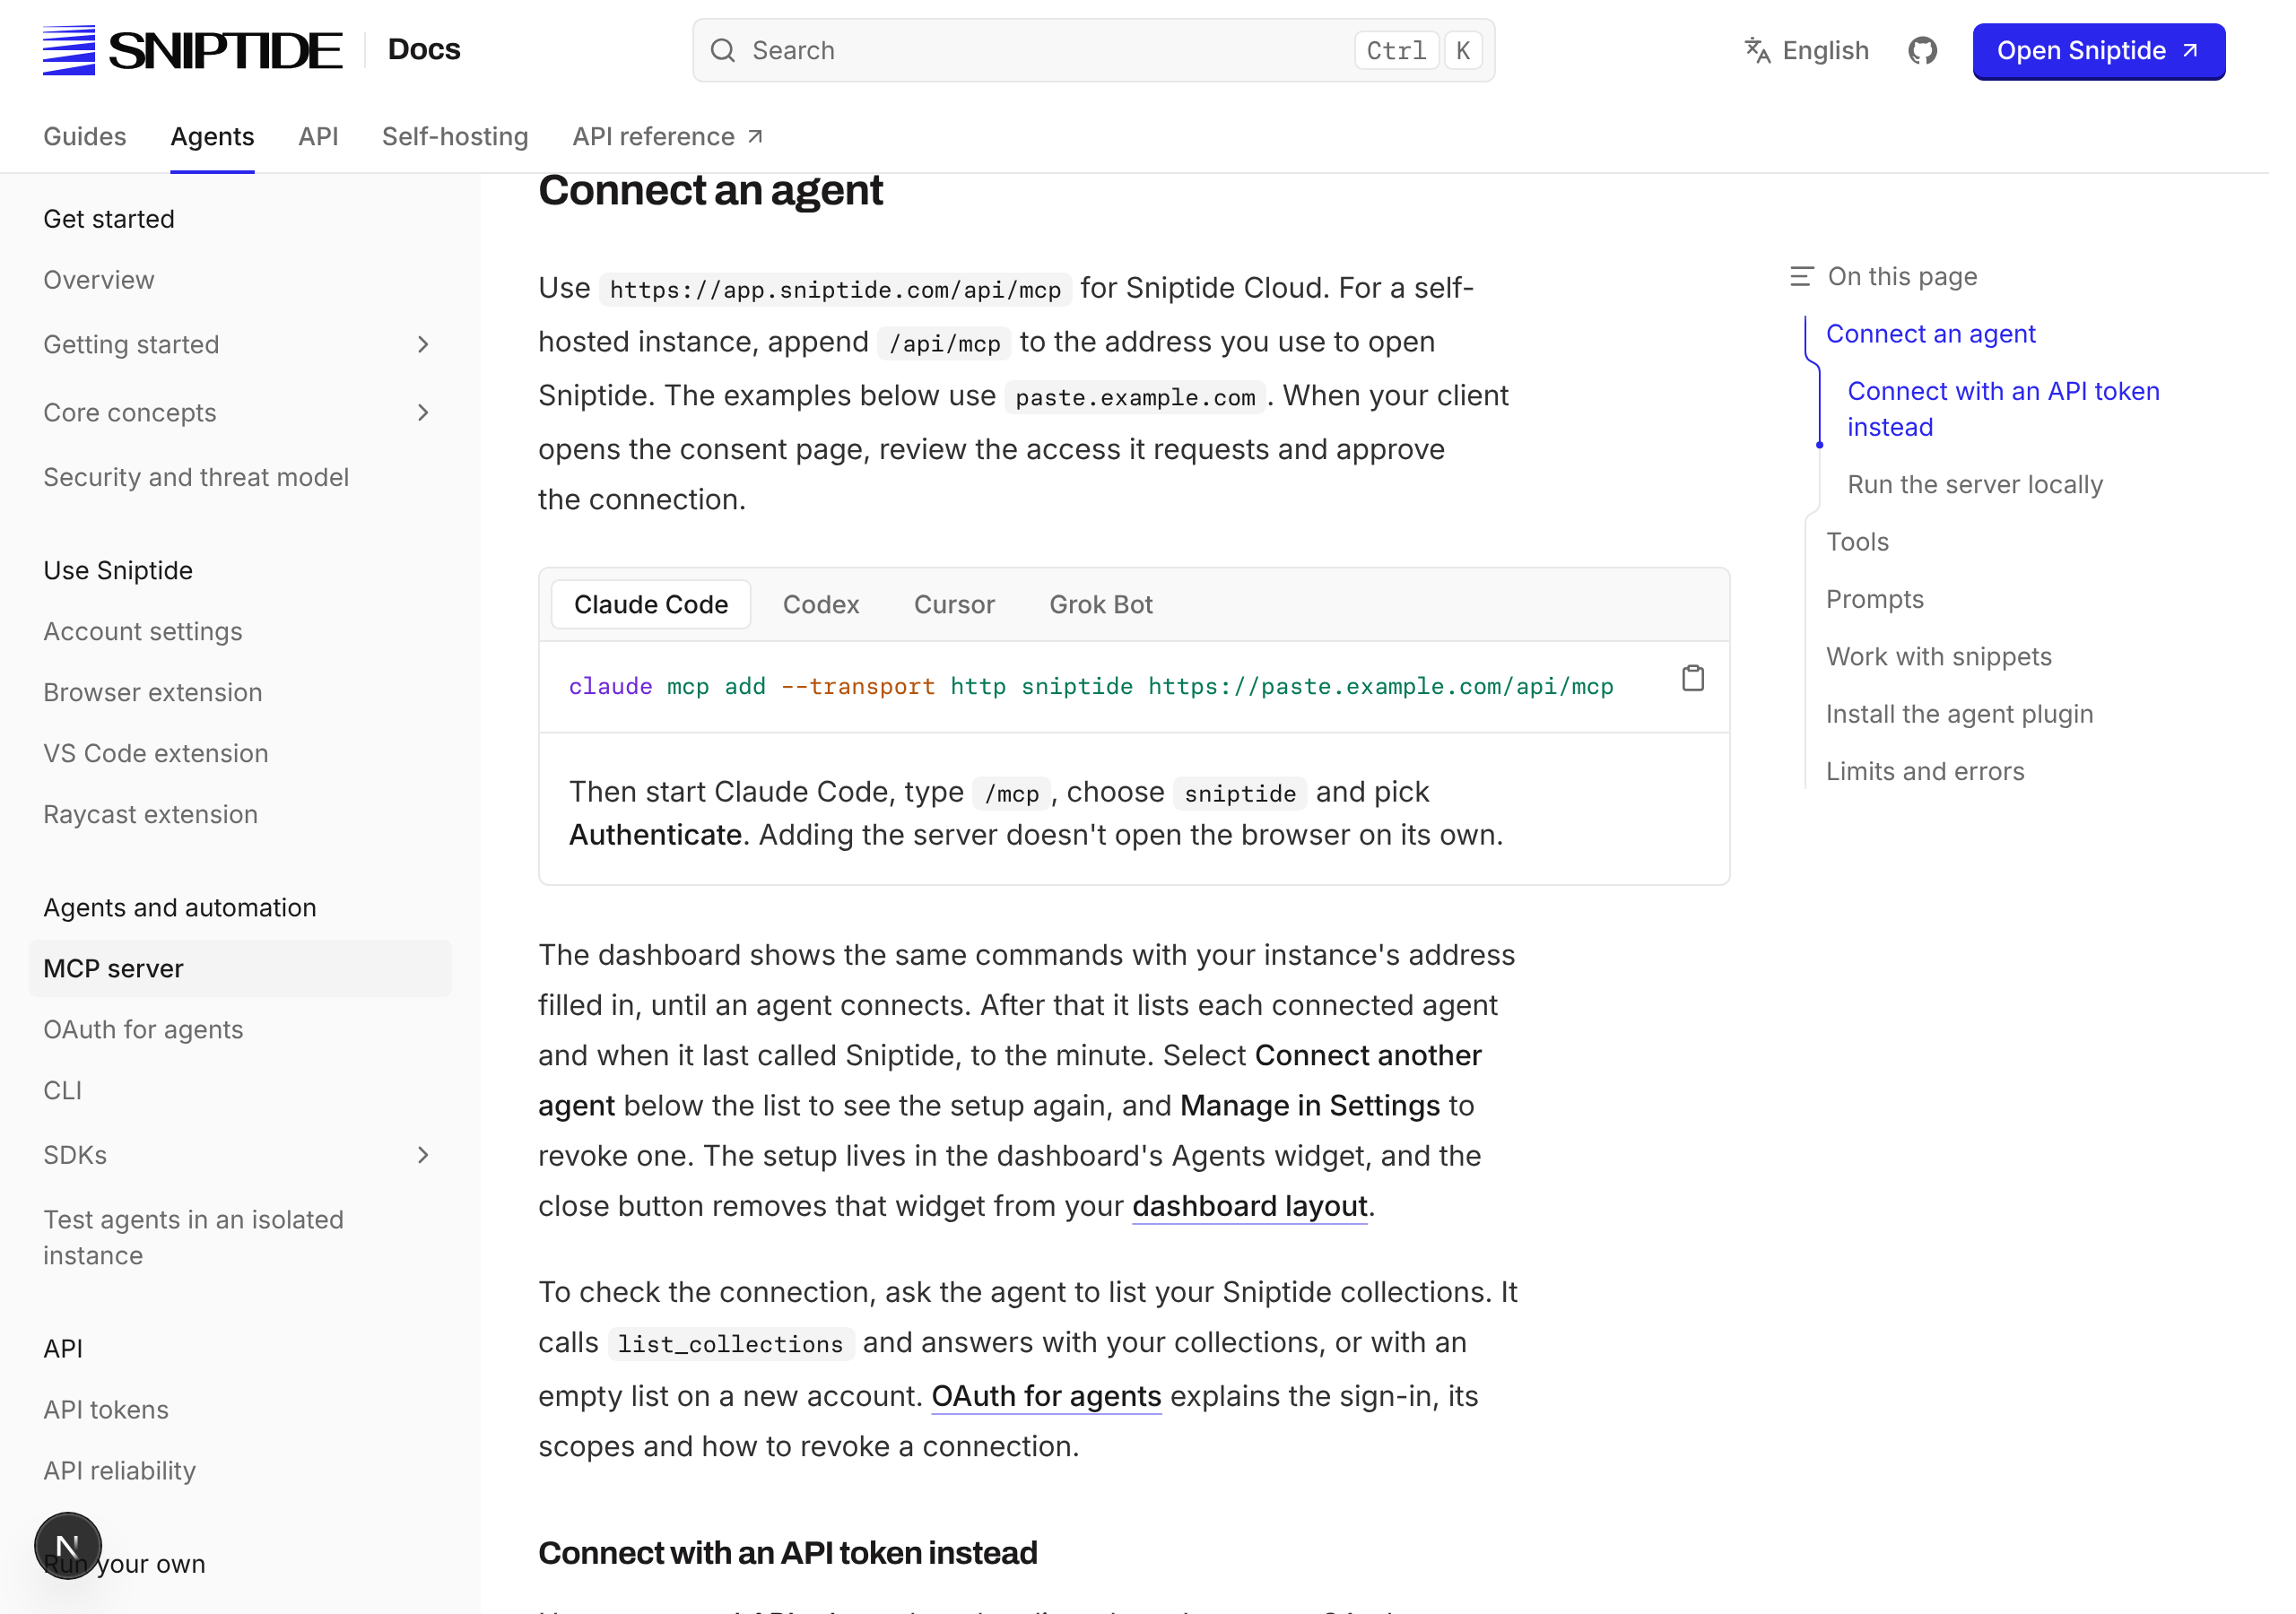 SNIPTIDE
Docs
Search
Ctrl
K
English
Open Sniptide
Guides
Agents
API
Self-hosting
API reference
Get started
Overview
Getting started
Core concepts
Security and threat model
Use Sniptide
Account settings
Browser extension
VS Code extension
Raycast extension
Agents and automation
MCP server
OAuth for agents
CLI
SDKs
Test agents in an isolated
instance
API
API tokens
API reliability
N
Run your own
Connect an agent
Use https://app.sniptide.com/api/mcp for Sniptide Cloud. For a self-
hosted instance, append /api/mcp to the address you use to open
Sniptide. The examples below use paste.example.com. When your client
opens the consent page, review the access it requests and approve
the connection.
Claude Code
Codex
Cursor
Grok Bot
claude mcp add --transport http sniptide https://paste.example.com/api/mcp
Then start Claude Code, type /mcp, choose sniptide and pick
Authenticate. Adding the server doesn't open the browser on its own.
The dashboard shows the same commands with your instance's address
filled in, until an agent connects. After that it lists each connected agent
and when it last called Sniptide, to the minute. Select Connect another
agent below the list to see the setup again, and Manage in Settings to
revoke one. The setup lives in the dashboard's Agents widget, and the
close button removes that widget from your dashboard layout.
To check the connection, ask the agent to list your Sniptide collections. It
calls list_collections and answers with your collections, or with an
empty list on a new account. OAuth for agents explains the sign-in, its
scopes and how to revoke a connection.
Connect with an API token instead
On this page
Connect an agent
Connect with an API token
instead
Run the server locally
Tools
Prompts
Work with snippets
Install the agent plugin
Limits and errors